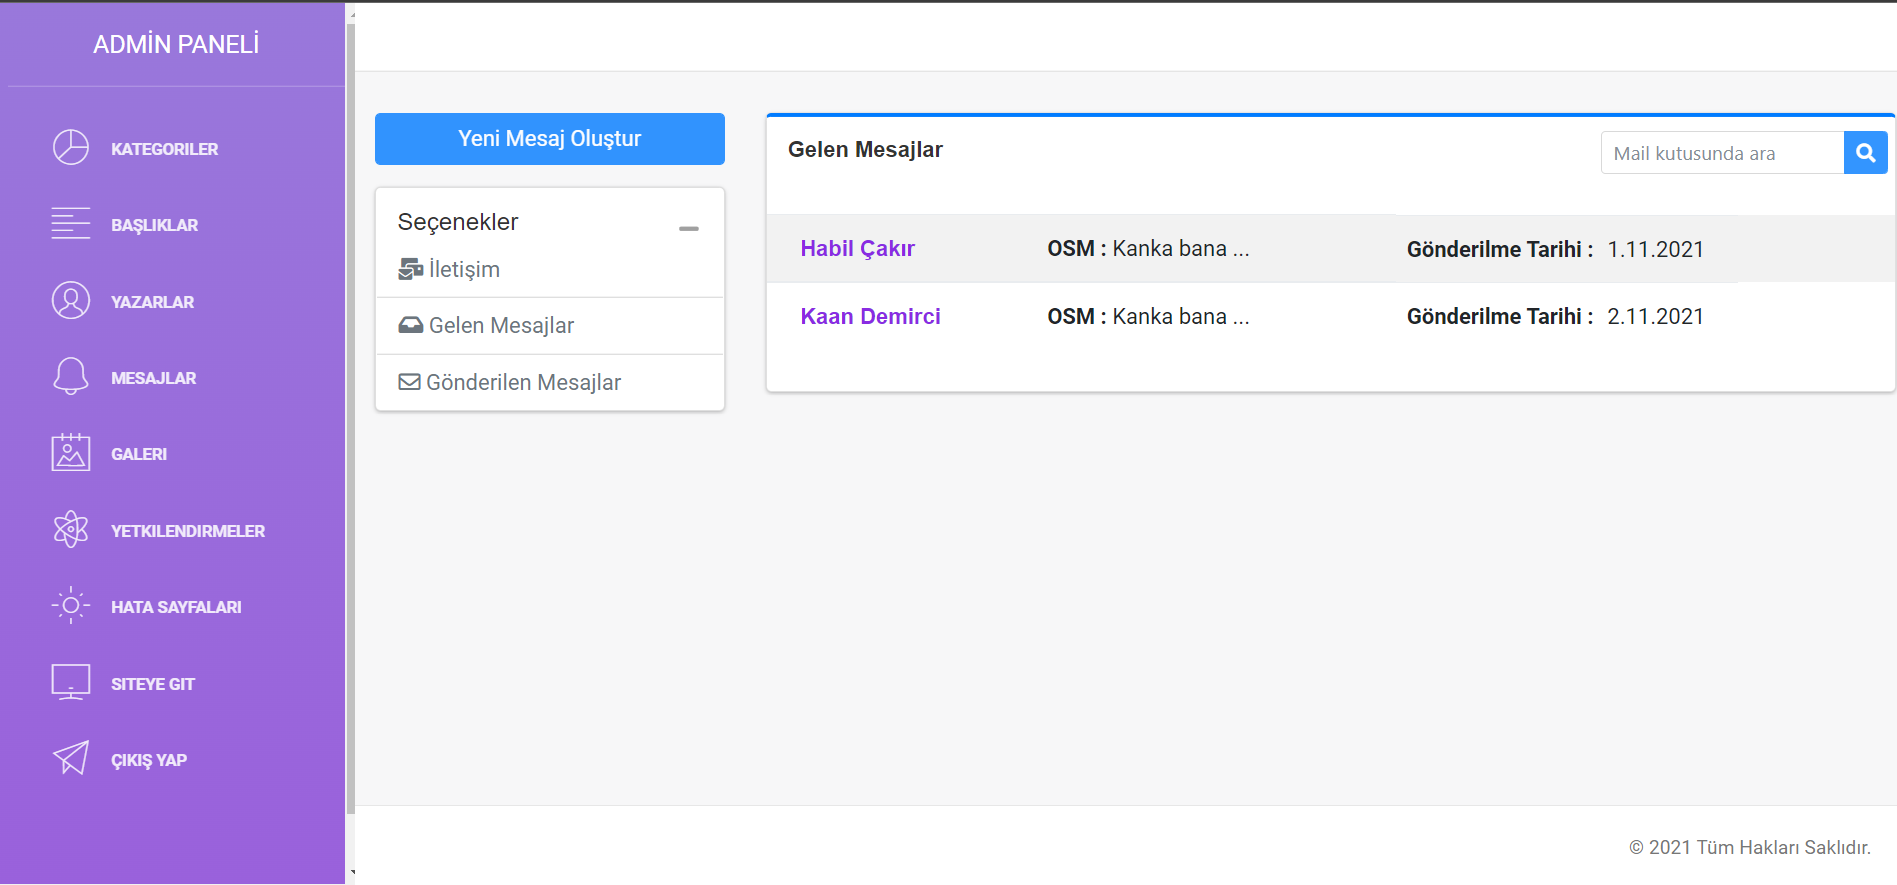 ADMİN PANELİ
KATEGORILER
BAŞLIKLAR
YAZARLAR
MESAJLAR
GALERI
YETKILENDIRMELER
HATA SAYFALARI
SITEYE GIT
ÇIKIŞ YAP
Yeni Mesaj Oluştur
Seçenekler
İletişim
Gelen Mesajlar
Gönderilen Mesajlar
Gelen Mesajlar
Mail kutusunda ara
Habil Çakır OSM : Kanka bana ... Gönderilme Tarihi : 1.11.2021
Kaan Demirci OSM : Kanka bana ... Gönderilme Tarihi : 2.11.2021
© 2021 Tüm Hakları Saklıdır.